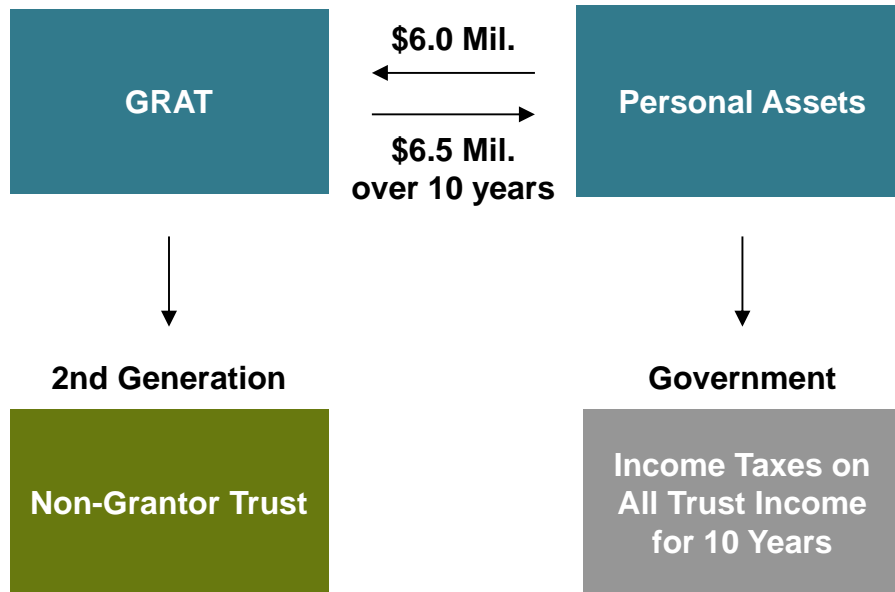 $6.0 Mil.
GRAT
Personal Assets
$6.5 Mil.
over 10 years
2nd Generation
Government
Non-Grantor Trust
Income Taxes on
All Trust Income
for 10 Years